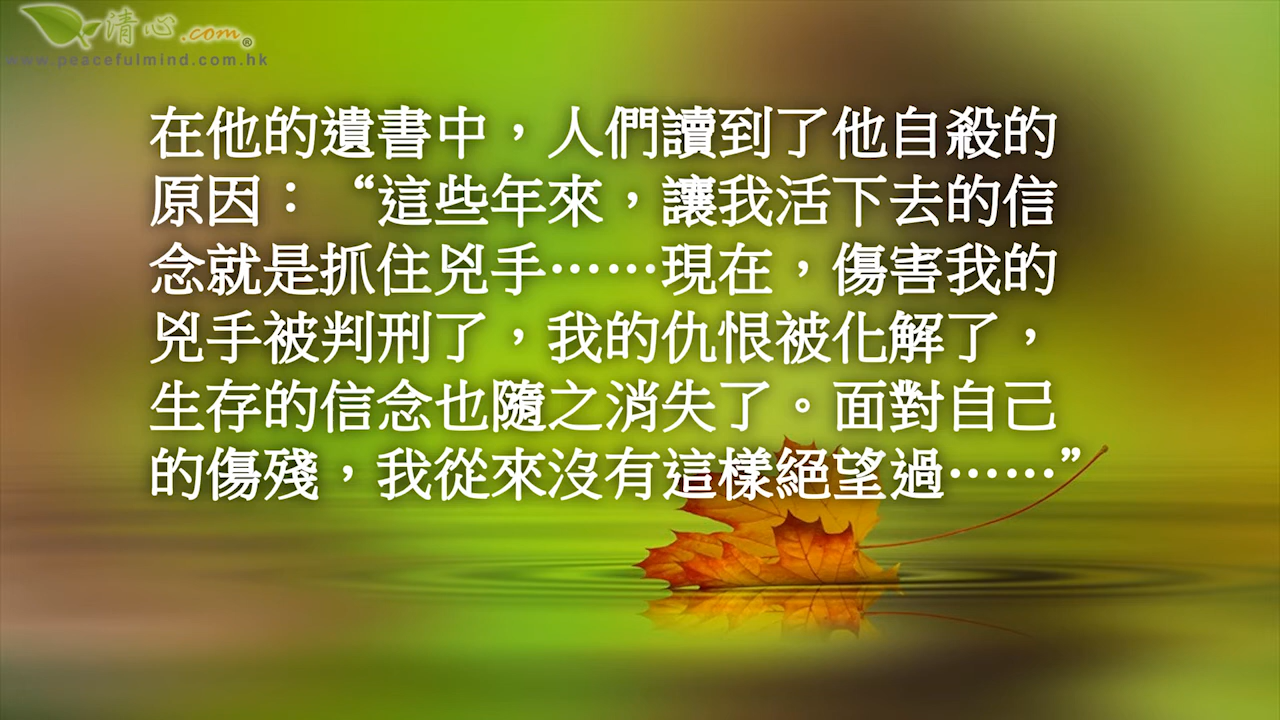 清心.com®
www.peacefulmind.com.hk
在他的遺書中，人們讀到了他自殺的
原因：“這些年來，讓我活下去的信
念就是抓住兇手……現在，傷害我的
兇手被判刑了，我的仇恨被化解了，
生存的信念也隨之消失了。面對自己
的傷殘，我從來沒有這樣絕望過……”